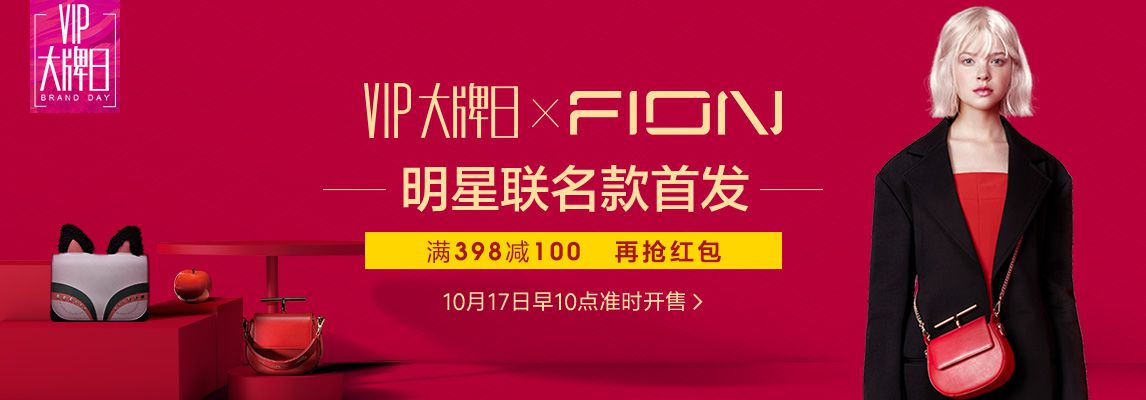 VIP
大牌日
BRAND DAY
VIP大牌日×FION
明星联名款首发
满398减100 再抢红包
10月17日早10点准时开售>